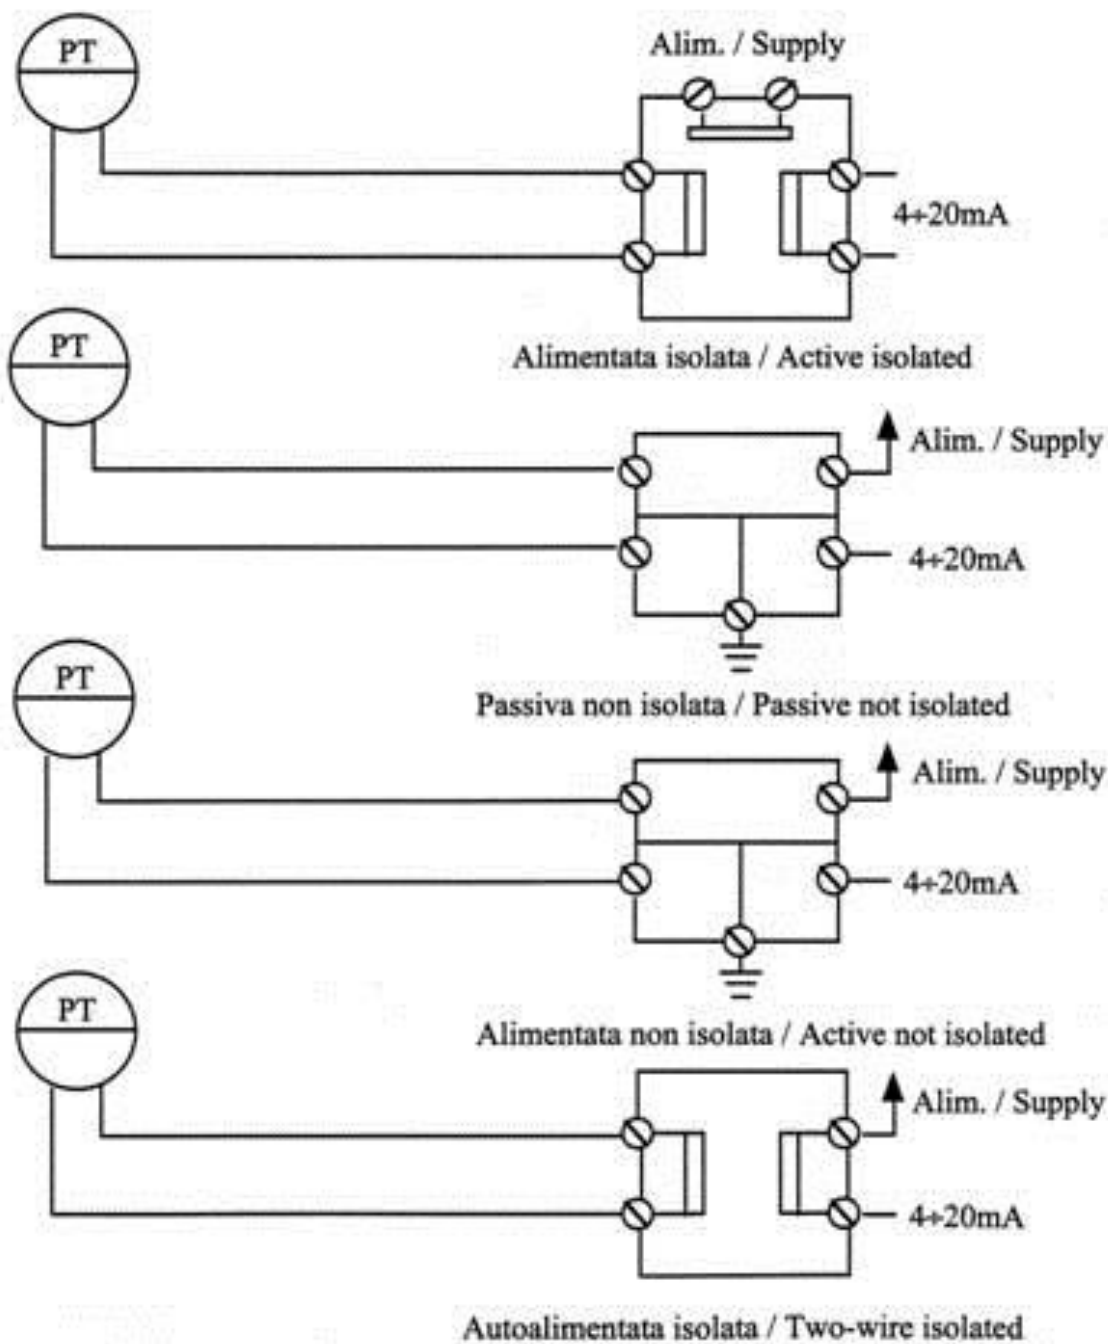 PT
Alim. / Supply
4÷20mA
Alimentata isolata / Active isolated
PT
Alim. / Supply
4÷20mA
Passiva non isolata / Passive not isolated
PT
Alim. / Supply
4÷20mA
Alimentata non isolata / Active not isolated
PT
Alim. / Supply
4÷20mA
Autoalimentata isolata / Two-wire isolated